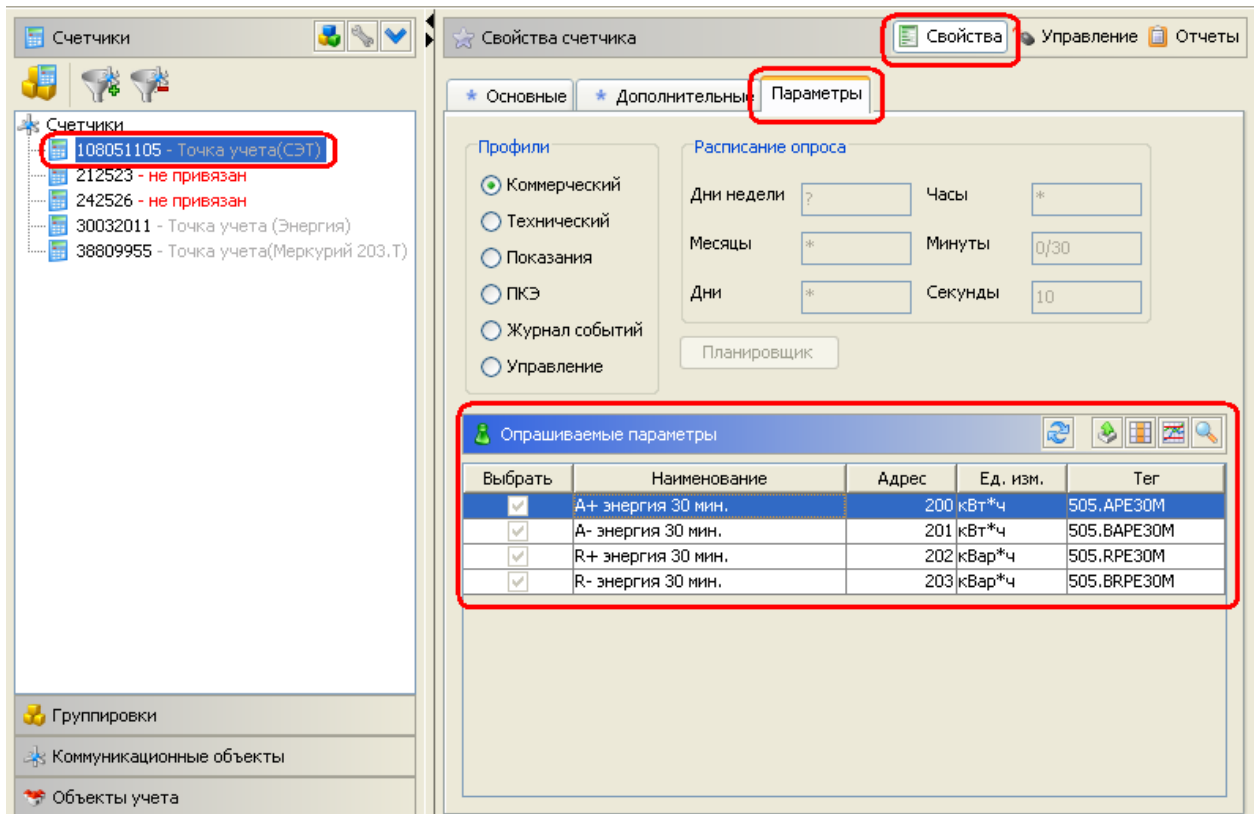 Счетчики
Счетчики
108051105 - Точка учета(СЭТ)
212523 - не привязан
242526 - не привязан
30032011 - Точка учета (Энергия)
38809955 - Точка учета(Меркурий 203.Т)
Группировки
Коммуникационные объекты
Объекты учета
Свойства счетчика
Свойства Управление Отчеты
* Основные * Дополнительные Параметры
Профили
Коммерческий
Технический
Показания
ПКЭ
Журнал событий
Управление
Расписание опроса
Дни недели ? Часы *
Месяцы * Минуты 0/30
Дни * Секунды 10
Планировщик
Опрашиваемые параметры
Выбрать Наименование Адрес Ед. изм. Тег
A+ энергия 30 мин. 200 кВт*ч 505.APE30M
A- энергия 30 мин. 201 кВт*ч 505.BAPE30M
R+ энергия 30 мин. 202 кВар*ч 505.RPE30M
R- энергия 30 мин. 203 кВар*ч 505.BRPE30M